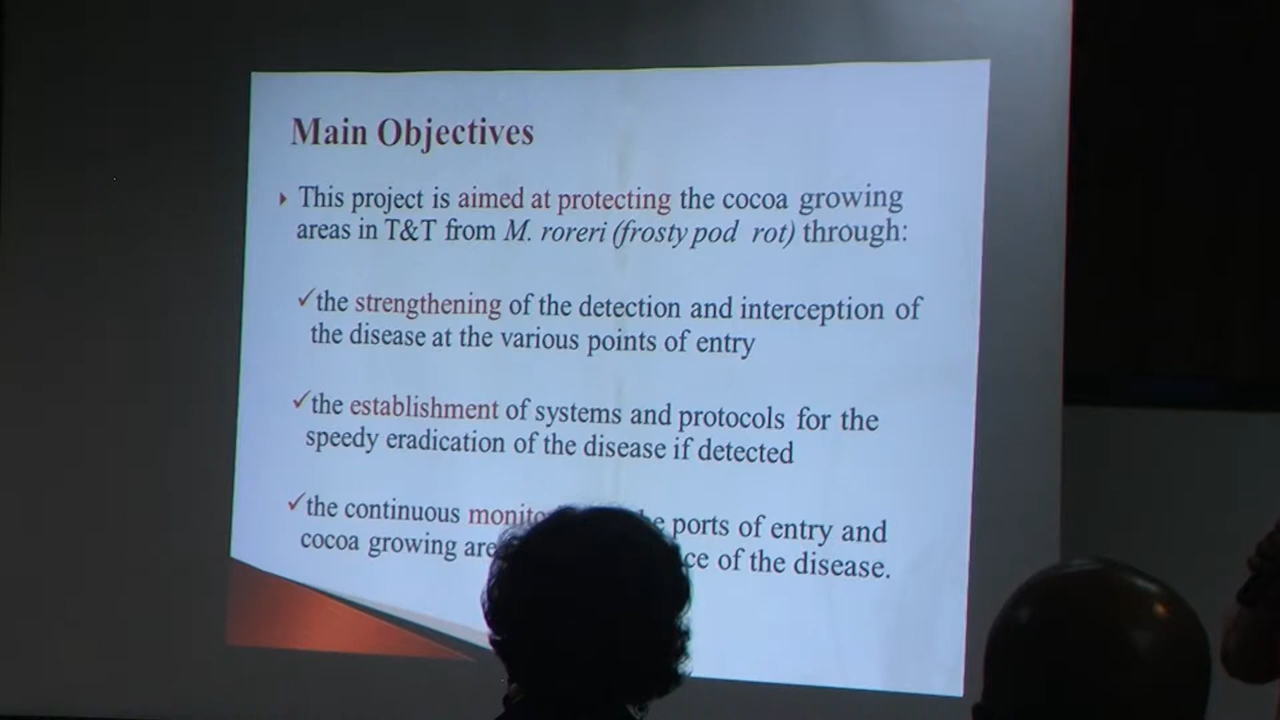 Main Objectives
This project is aimed at protecting the cocoa growing
areas in T&T from M. roreri (frosty pod rot) through:
✓the strengthening of the detection and interception of
the disease at the various points of entry
✓the establishment of systems and protocols for the
speedy eradication of the disease if detected
✓the continuous ports of entry and
cocoa growing of the disease.